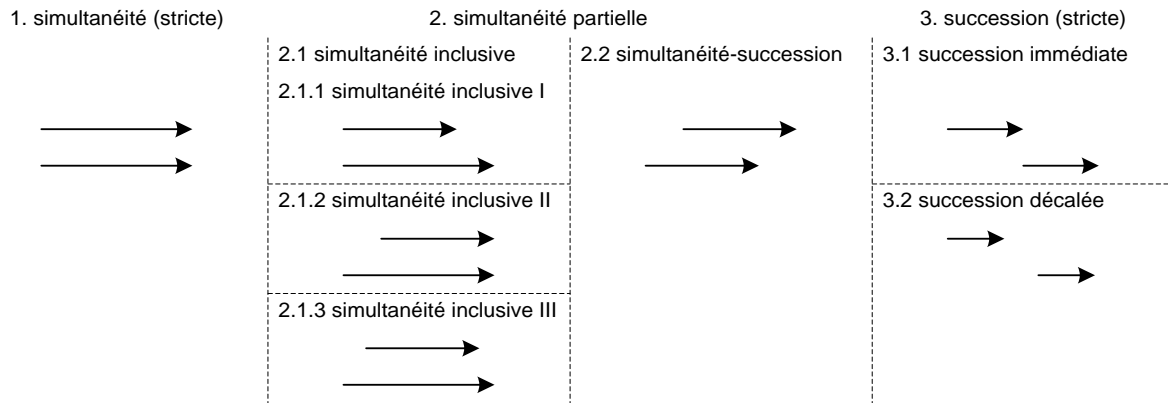 1. simultanéité (stricte)
2. simultanéité partielle
3. succession (stricte)
2.1 simultanéité inclusive
2.2 simultanéité-succession
3.1 succession immédiate
2.1.1 simultanéité inclusive I
2.1.2 simultanéité inclusive II
3.2 succession décalée
2.1.3 simultanéité inclusive III